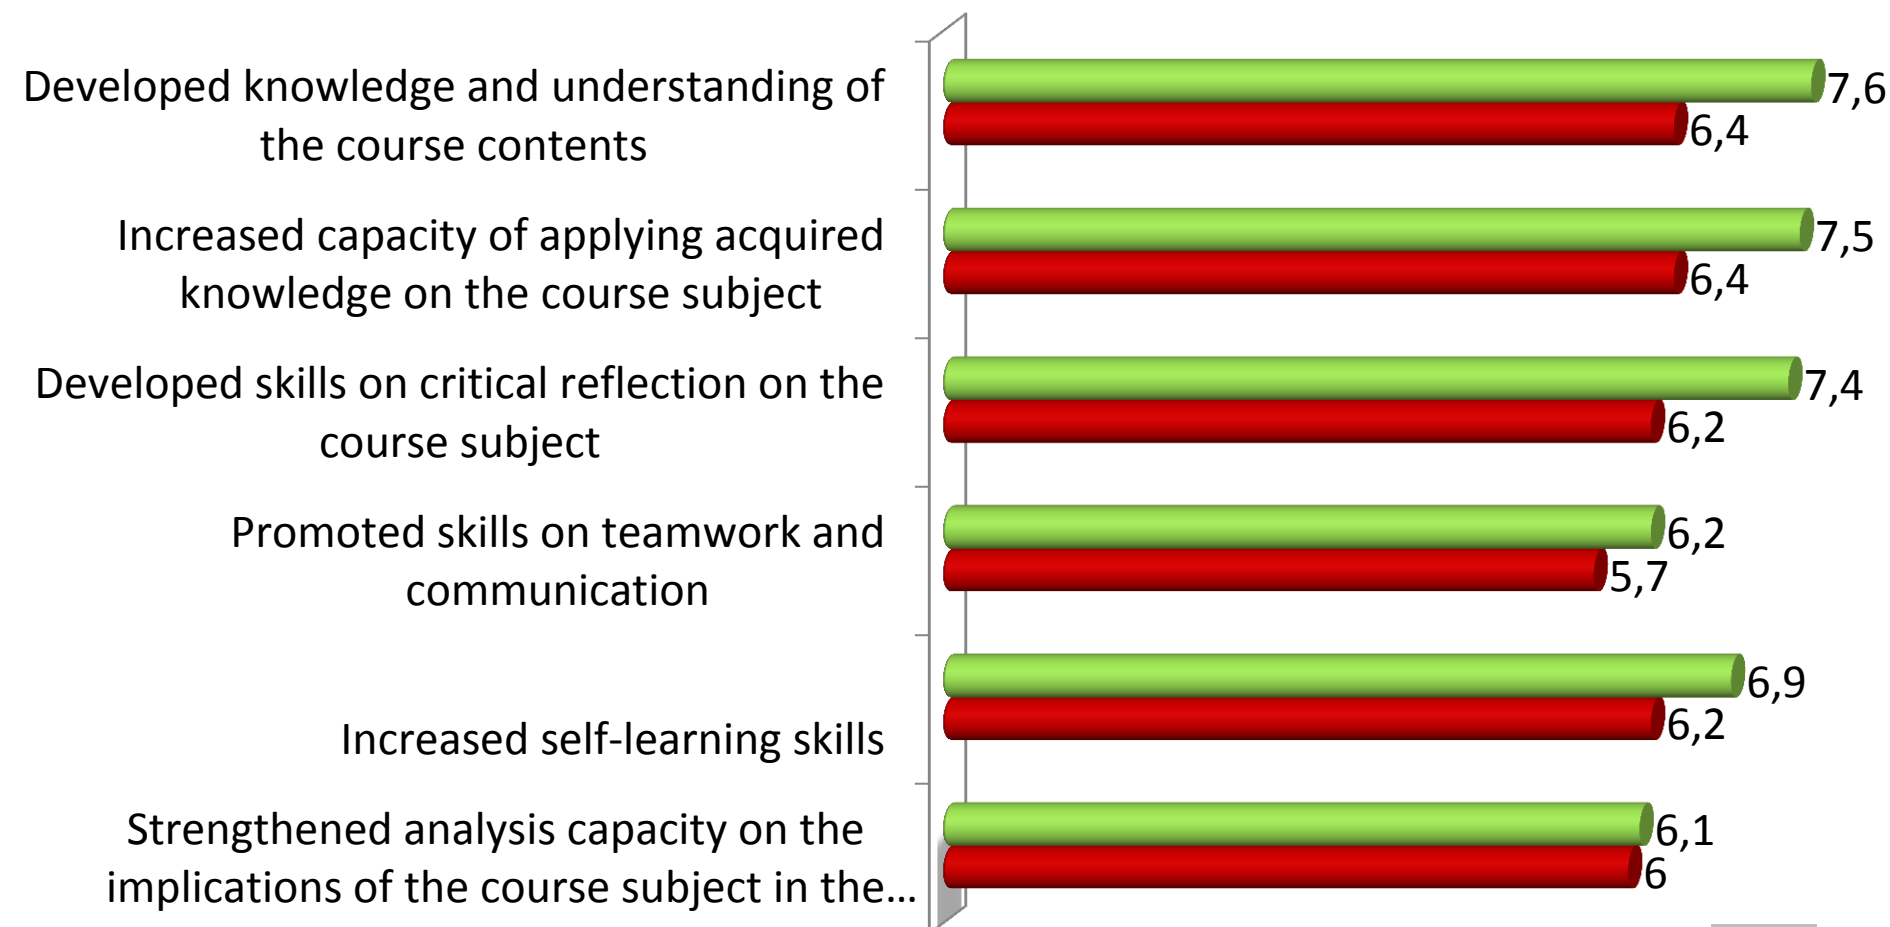 Developed knowledge and understanding of
the course contents
7,6
6,4
Increased capacity of applying acquired
knowledge on the course subject
7,5
6,4
Developed skills on critical reflection on the
course subject
7,4
6,2
Promoted skills on teamwork and
communication
6,2
5,7
Increased self-learning skills
6,9
6,2
Strengthened analysis capacity on the
implications of the course subject in the…
6,1
6